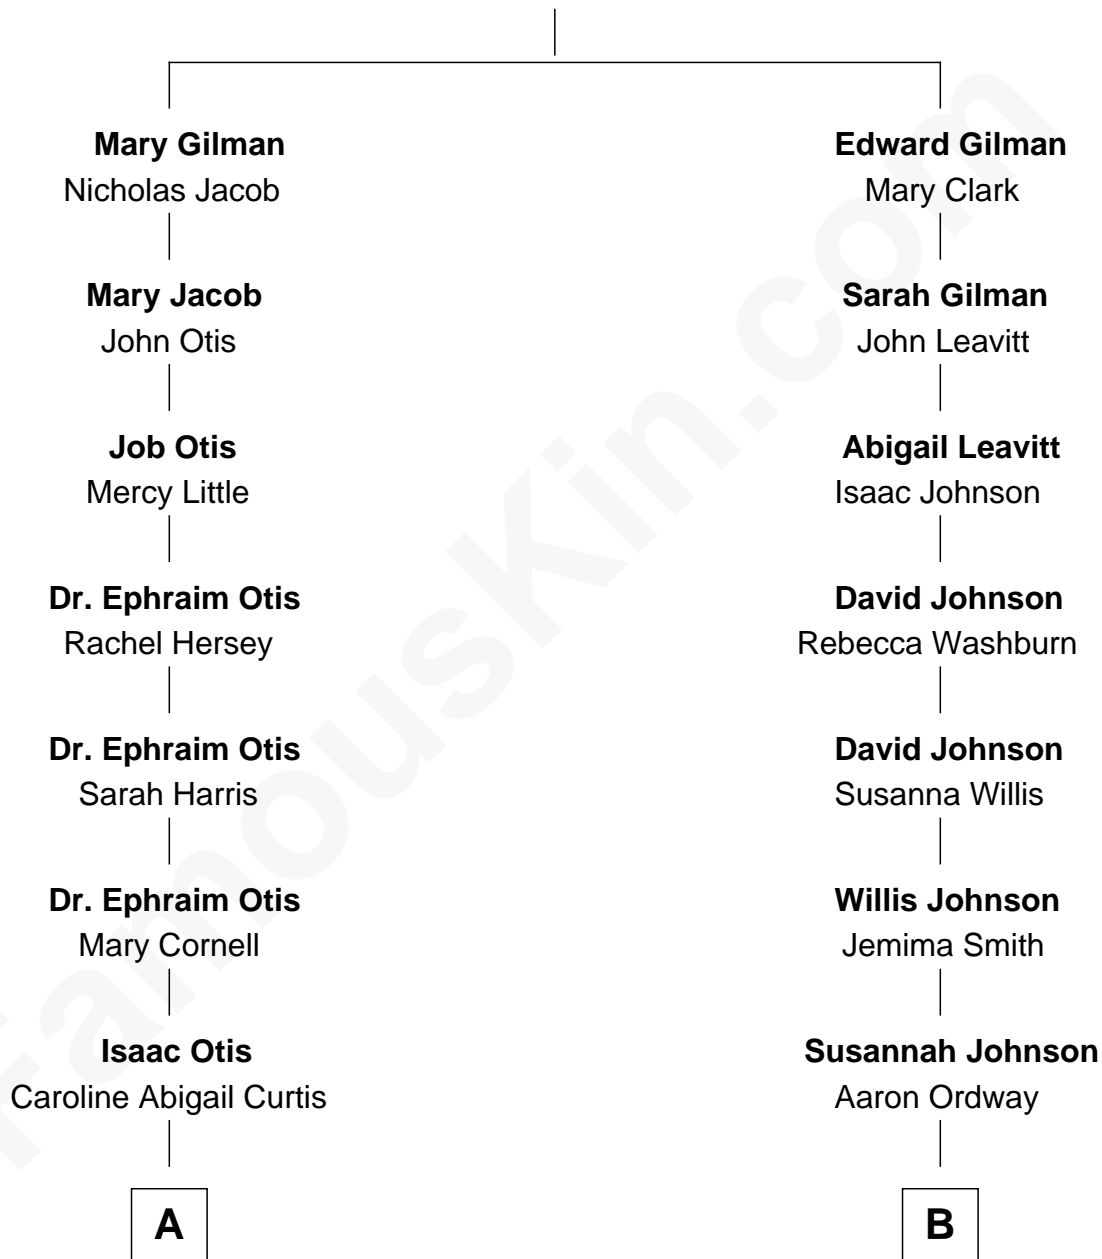 Mary Gilman
Nicholas Jacob
Mary Jacob
John Otis
Job Otis
Mercy Little
Dr. Ephraim Otis
Rachel Hersey
Dr. Ephraim Otis
Sarah Harris
Dr. Ephraim Otis
Mary Cornell
Isaac Otis
Caroline Abigail Curtis
A
Edward Gilman
Mary Clark
Sarah Gilman
John Leavitt
Abigail Leavitt
Isaac Johnson
David Johnson
Rebecca Washburn
David Johnson
Susanna Willis
Willis Johnson
Jemima Smith
Susannah Johnson
Aaron Ordway
B
FamousKin.com